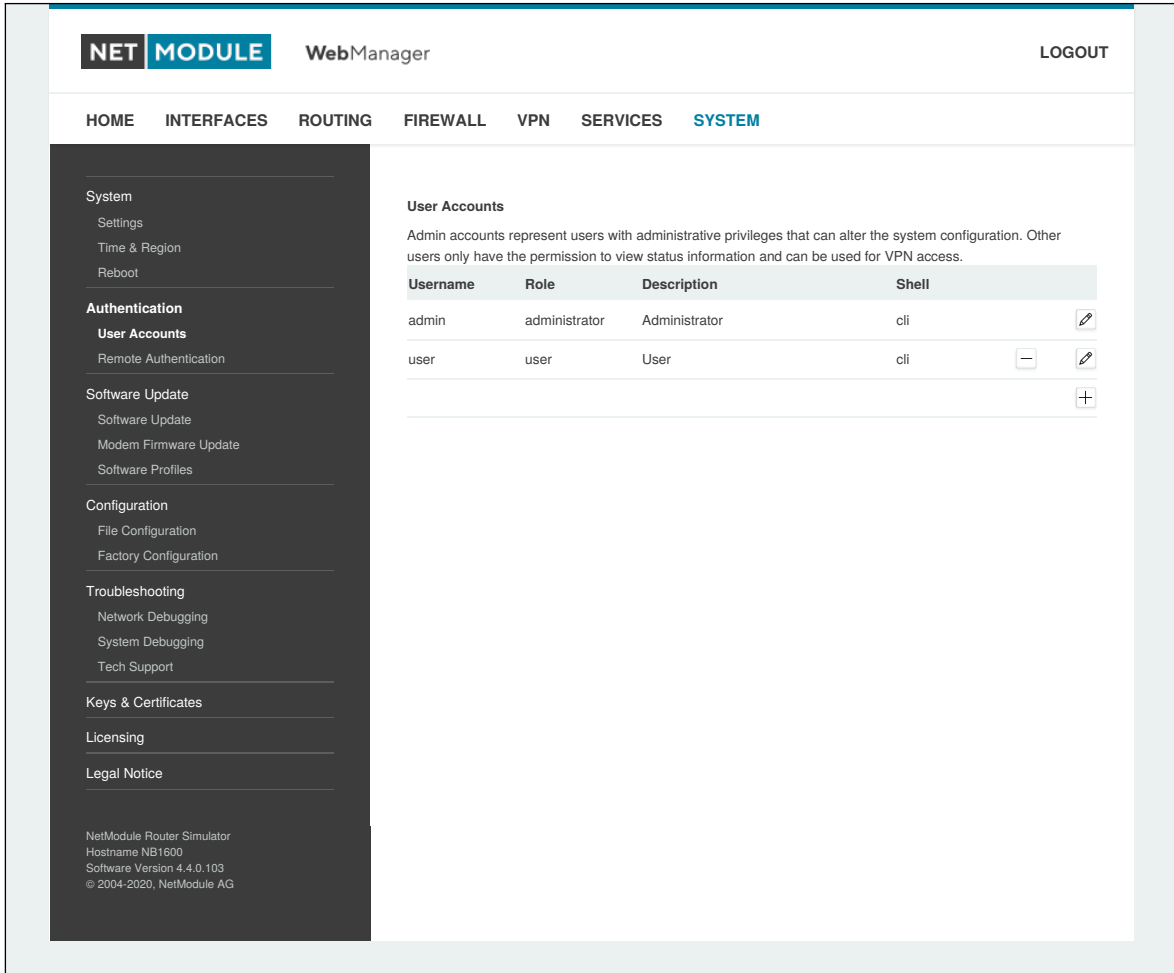 NET MODULE WebManager LOGOUT
HOME INTERFACES ROUTING FIREWALL VPN SERVICES SYSTEM
System
Settings
Time & Region
Reboot
Authentication
User Accounts
Remote Authentication
Software Update
Software Update
Modem Firmware Update
Software Profiles
Configuration
File Configuration
Factory Configuration
Troubleshooting
Network Debugging
System Debugging
Tech Support
Keys & Certificates
Licensing
Legal Notice
NetModule Router Simulator
Hostname NB1600
Software Version 4.4.0.103
© 2004-2020, NetModule AG
User Accounts
Admin accounts represent users with administrative privileges that can alter the system configuration. Other
users only have the permission to view status information and can be used for VPN access.
Username Role Description Shell
admin administrator Administrator cli
user user User cli